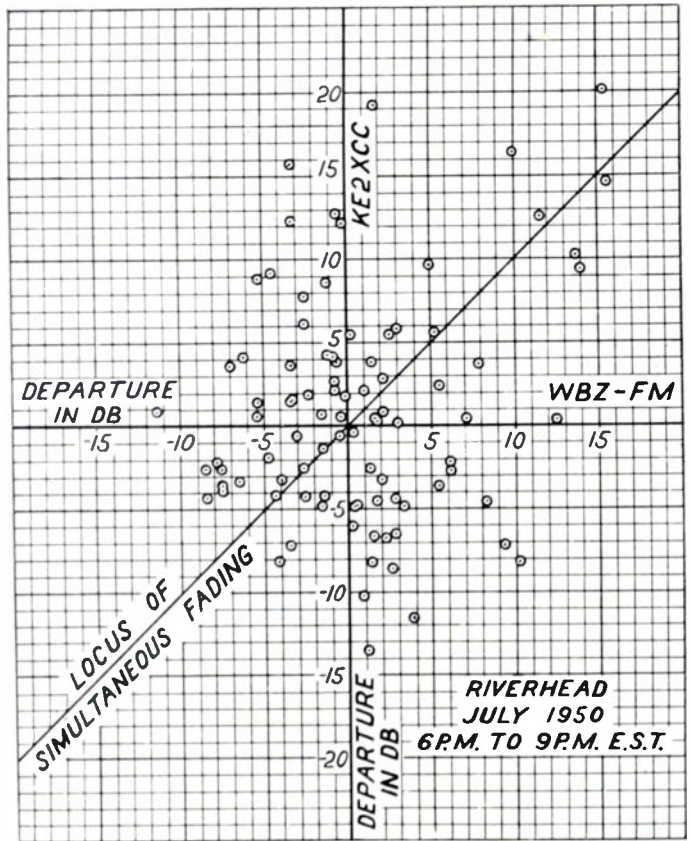 20
KE2XCC
15
10
5
DEPARTURE
IN DB
WBZ-FM
-15 -10 -5 5 10 15
-5
-10
LOCUS OF
SIMULTANEOUS FADING
-15
DEPARTURE
IN DB
RIVERHEAD
JULY 1950
6P.M. TO 9P.M. E.S.T.
-20